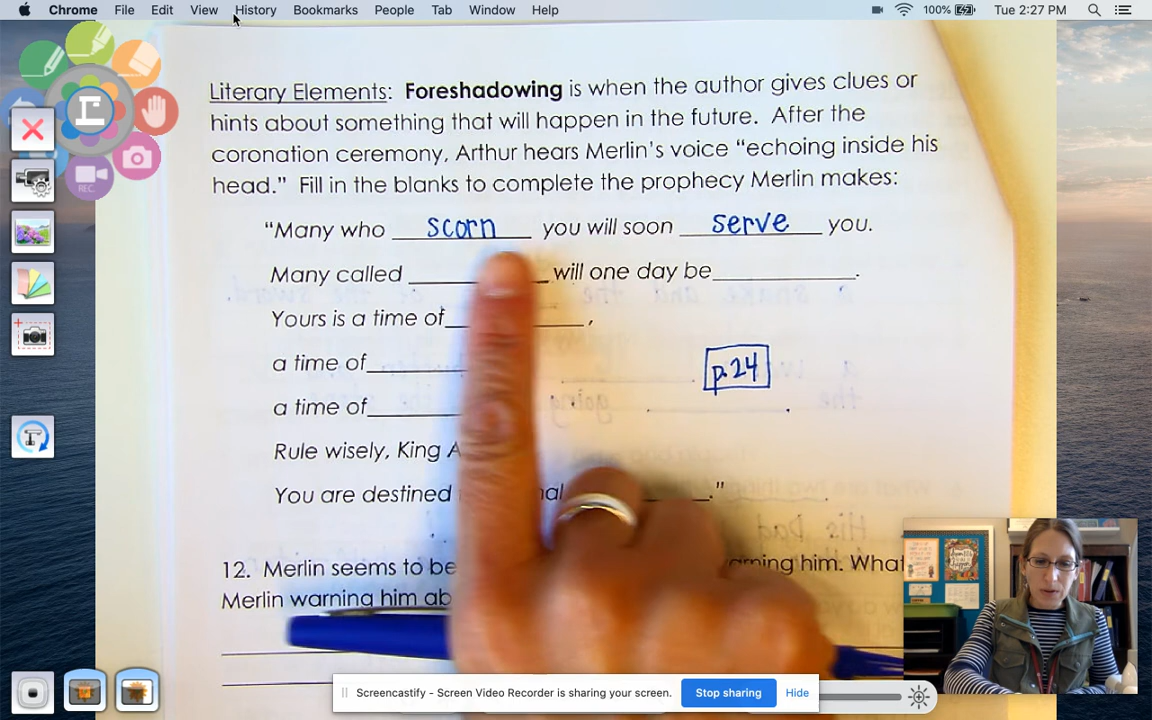 Chrome File Edit View History Bookmarks People Tab Window Help 100% Tue 2:27 PM
REC.
Literary Elements: Foreshadowing is when the author gives clues or
hints about something that will happen in the future. After the
coronation ceremony, Arthur hears Merlin's voice "echoing inside his
head." Fill in the blanks to complete the prophecy Merlin makes:
"Many who scorn you will soon serve you.
Many called will one day be .
Yours is a time of ,
a time of
p.24
a time of
Rule wisely, King A
You are destined nal ."
12. Merlin seems to be arning him. What
Merlin warning him ab
Screencastify - Screen Video Recorder is sharing your screen. Stop sharing Hide